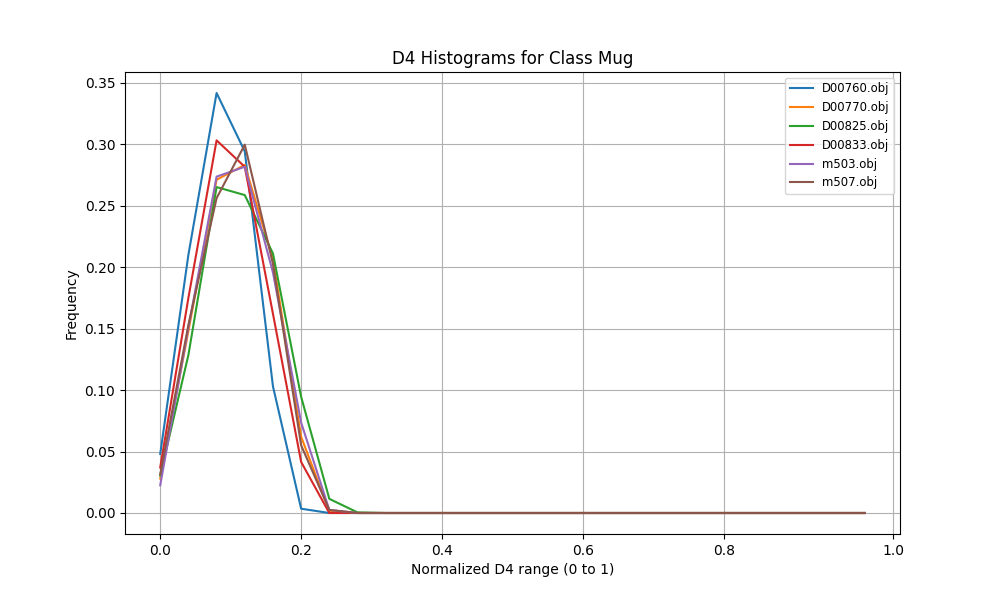 D4 Histograms for Class Mug
D00760.obj
D00770.obj
D00825.obj
D00833.obj
m503.obj
m507.obj
0.35
0.30
0.25
0.20
0.15
0.10
0.05
0.00
Frequency
0.0 0.2 0.4 0.6 0.8 1.0
Normalized D4 range (0 to 1)